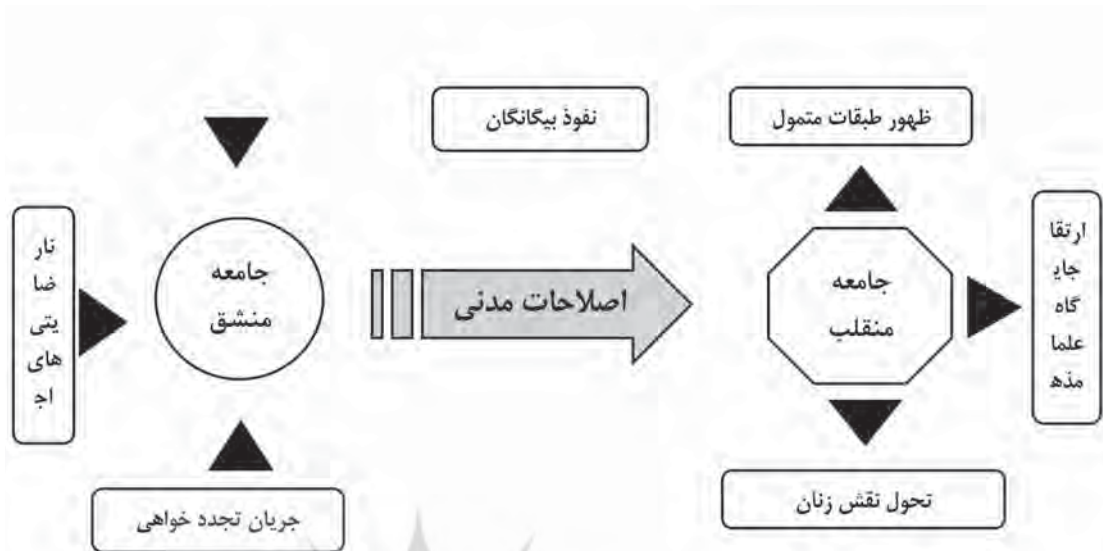 نفوذ بیگانگان
ظهور طبقات متمول
نار
ضا
یتی
های
اج
جامعه
منشق
اصلاحات مدنی
جامعه
منقلب
ارتقا
جای
گاه
علما
مذه
جریان تجدد خواهی
تحول نقش زنان